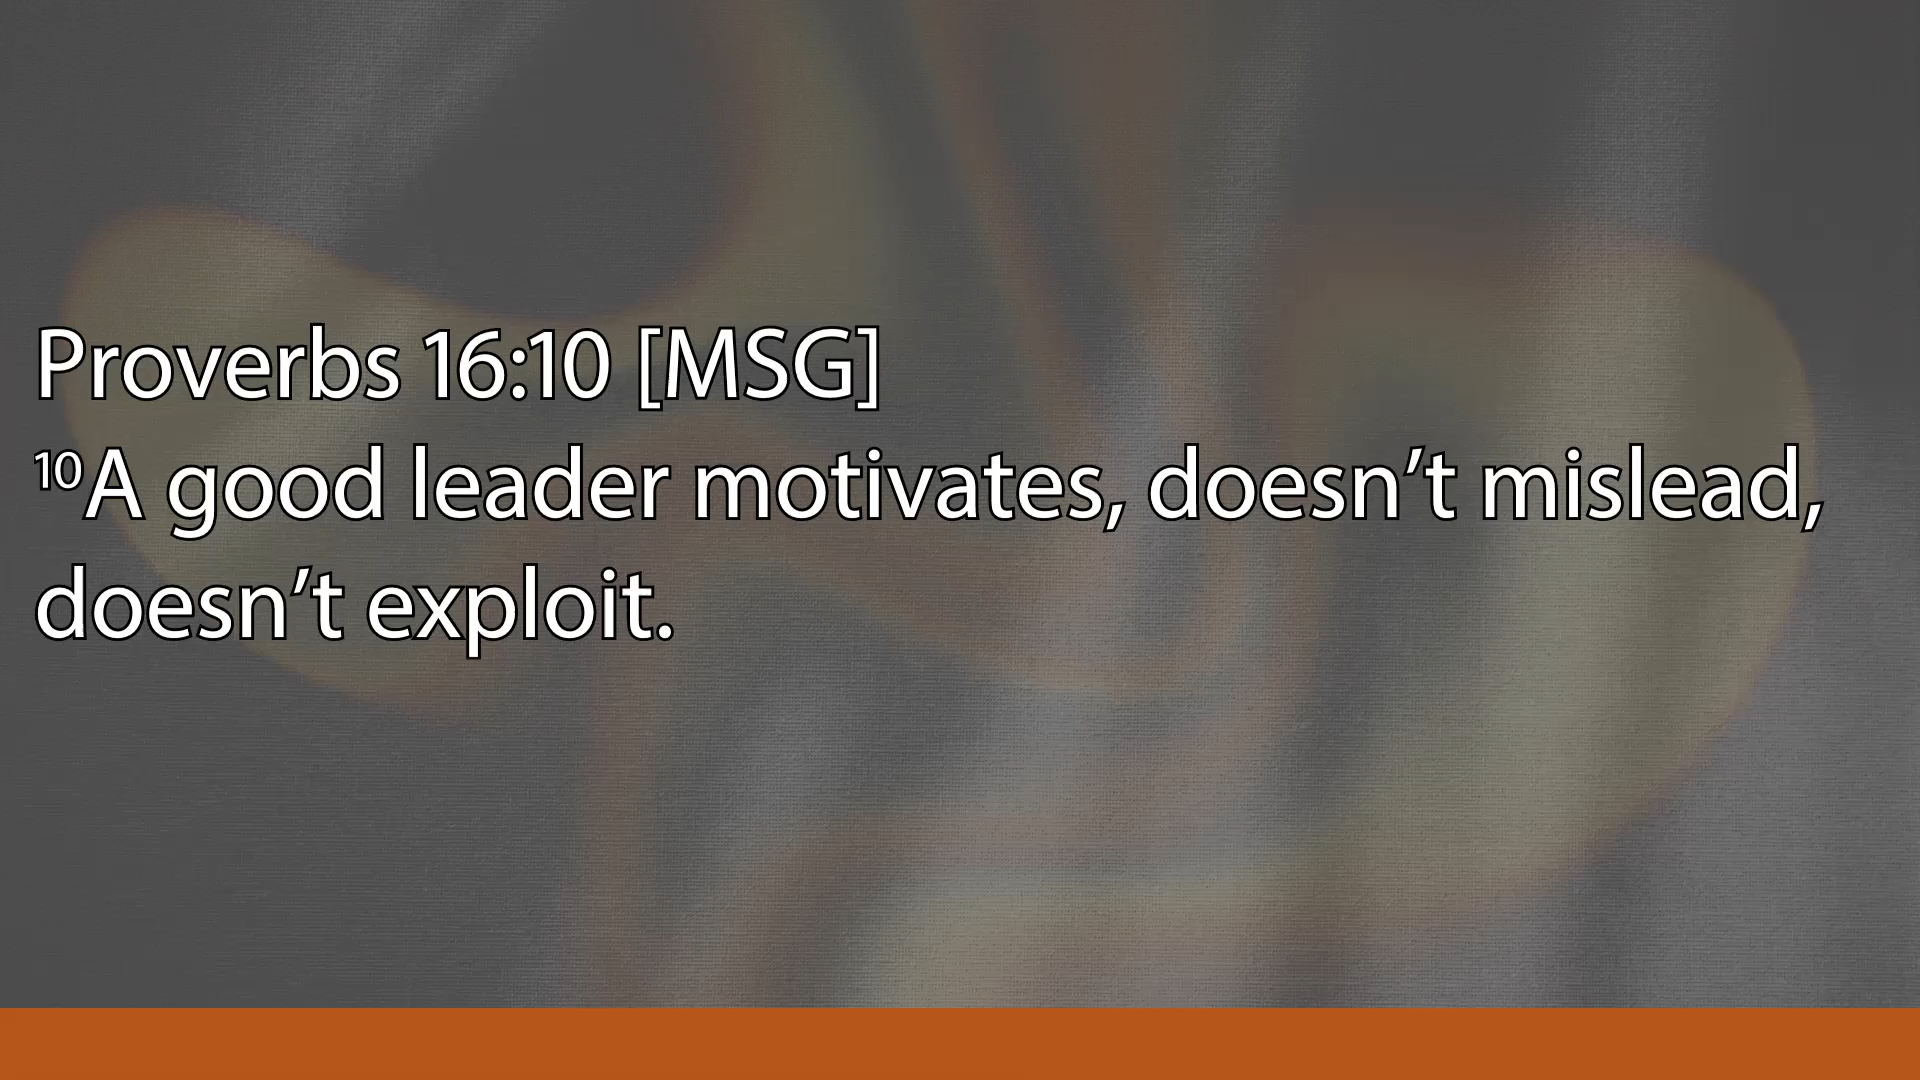 Proverbs 16:10 [MSG]
10A good leader motivates, doesn’t mislead,
doesn’t exploit.